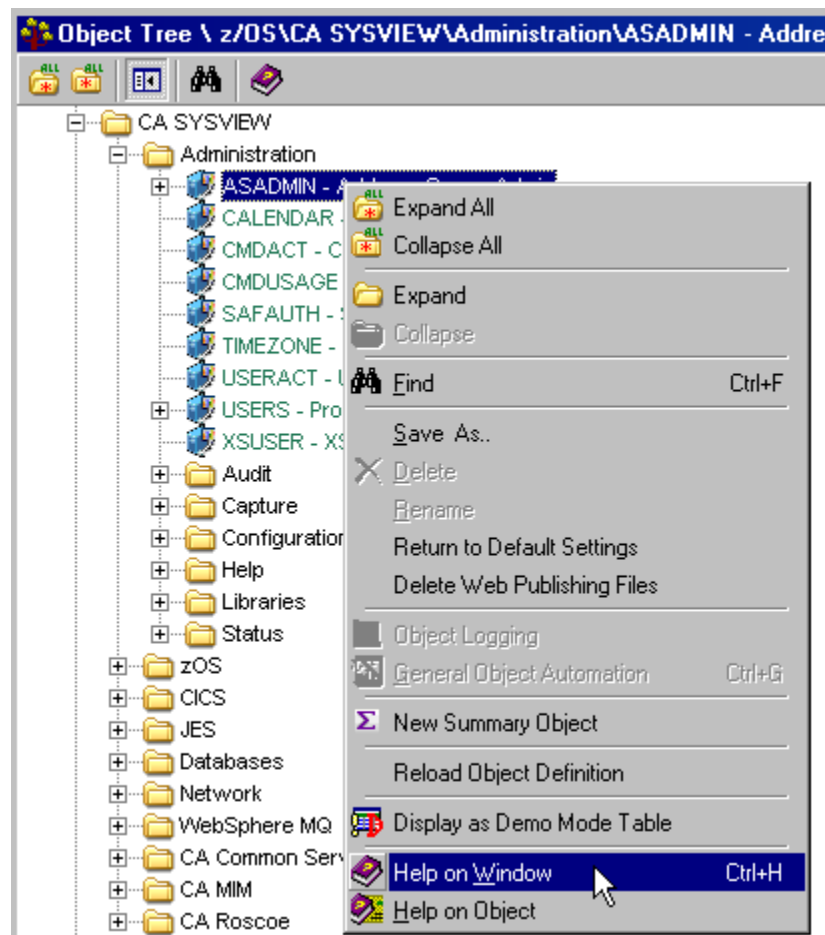 Object Tree \ z/OS\CA SYSVIEW\Administration\ASADMIN - Addre
ALL ALL
CA SYSVIEW
Administration
ASADMIN -
CALENDAR -
CMDACT - C
CMDUSAGE
SAFAUTH -
TIMEZONE -
USERACT -
USERS - Pro
XSUSER - XS
Audit
Capture
Configuration
Help
Libraries
Status
zOS
CICS
JES
Databases
Network
WebSphere MQ
CA Common Serv
CA MIM
CA Roscoe
ALL Expand All
ALL Collapse All
Expand
Collapse
Find Ctrl+F
Save As..
Delete
Rename
Return to Default Settings
Delete Web Publishing Files
Object Logging
General Object Automation Ctrl+G
New Summary Object
Reload Object Definition
Display as Demo Mode Table
Help on Window Ctrl+H
Help on Object